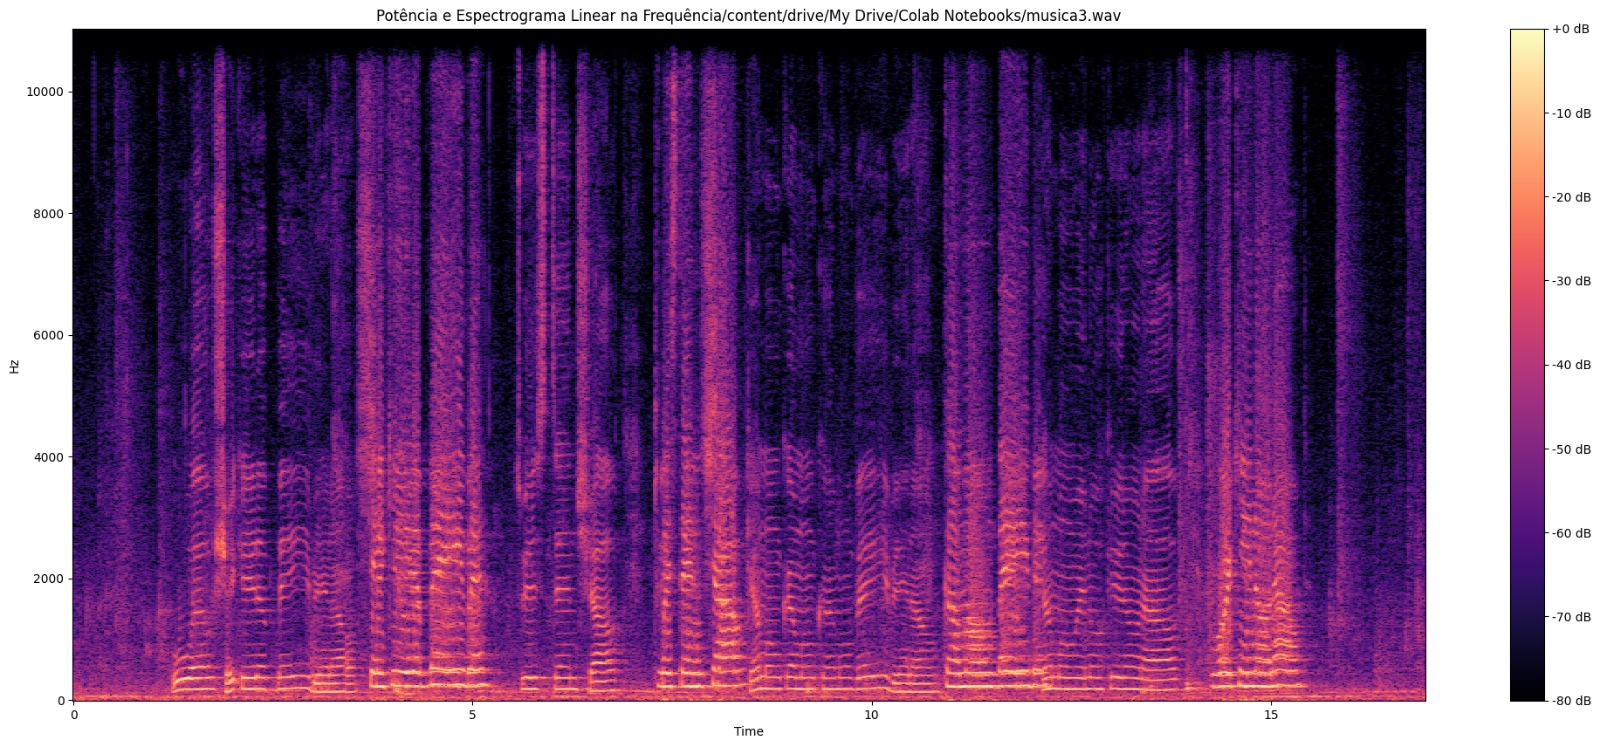 Potência e Espectrograma Linear na Frequência/content/drive/My Drive/Colab Notebooks/musica3.wav
+0 dB
-10 dB
-20 dB
-30 dB
-40 dB
-50 dB
-60 dB
-70 dB
-80 dB
10000
8000
6000
4000
2000
0
Hz
0
5
10
15
Time